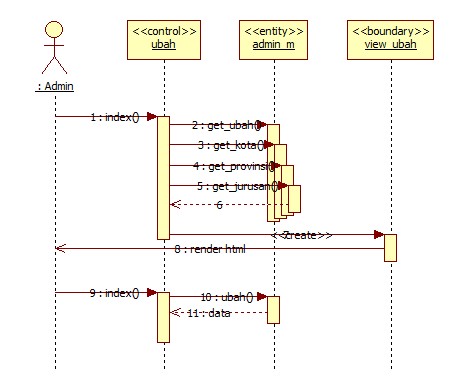 <<control>>
ubah
<<entity>>
admin_m
<<boundary>>
view_ubah
: Admin
1 : index()
2 : get_ubah()
3 : get_kota()
4 : get_provinsi()
5 : get_jurusan()
6
7 <<create>>
8 : render html
9 : index()
10 : ubah()
11 : data